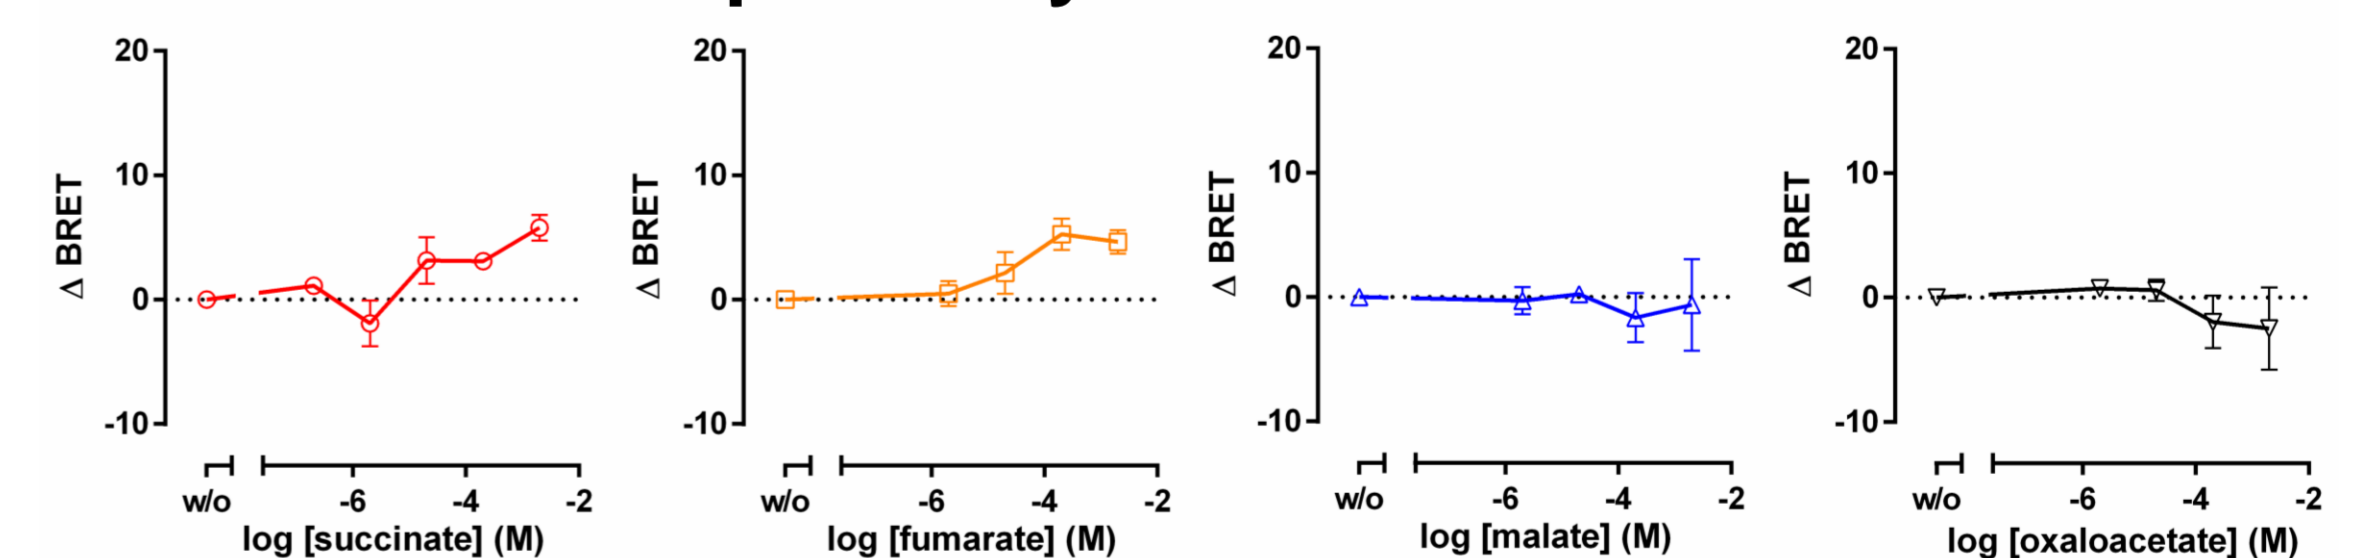 20
10
0
-10
Δ BRET
w/o
-6
-4
-2
log [succinate] (M)
20
10
0
-10
Δ BRET
w/o
-6
-4
-2
log [fumarate] (M)
20
10
0
-10
Δ BRET
w/o
-6
-4
-2
log [malate] (M)
20
10
0
-10
Δ BRET
w/o
-6
-4
-2
log [oxaloacetate] (M)